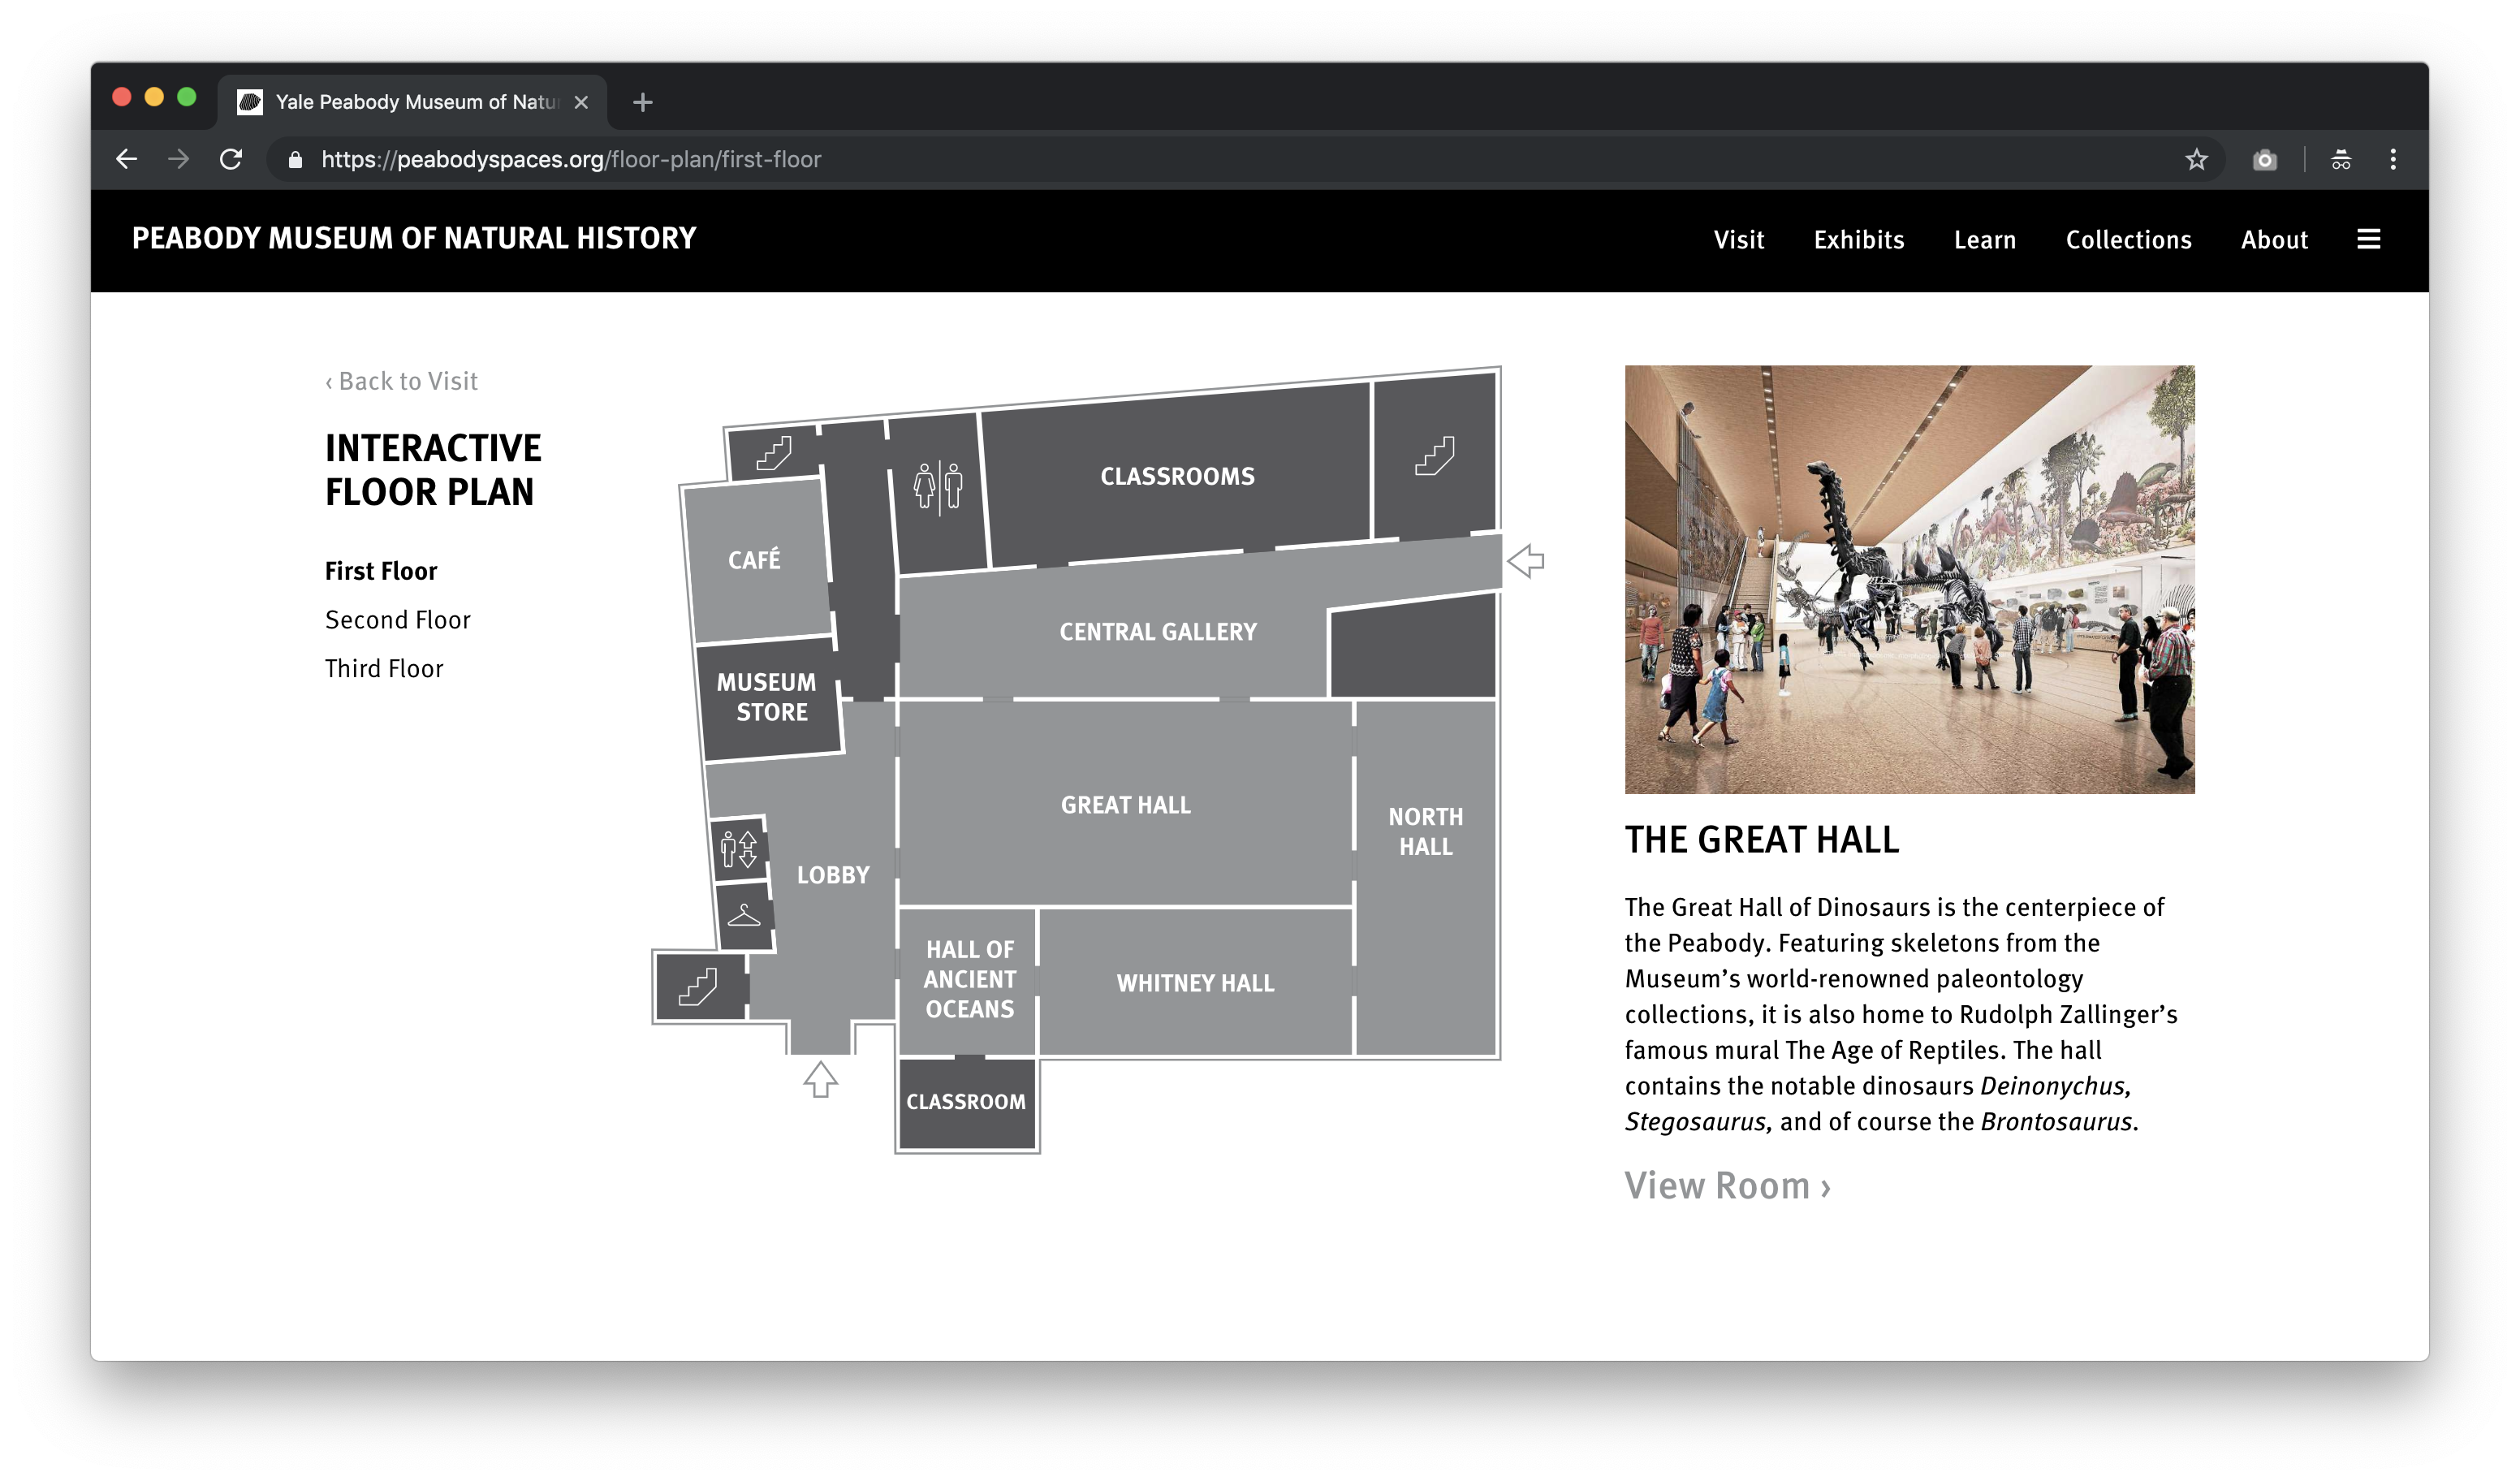 Yale Peabody Museum of Natu
https://peabodyspaces.org/floor-plan/first-floor
PEABODY MUSEUM OF NATURAL HISTORY
Visit Exhibits Learn Collections About
‹ Back to Visit
INTERACTIVE
FLOOR PLAN
First Floor
Second Floor
Third Floor
CLASSROOMS
CAFÉ
CENTRAL GALLERY
MUSEUM
STORE
GREAT HALL
NORTH
HALL
LOBBY
HALL OF
ANCIENT
OCEANS
WHITNEY HALL
CLASSROOM
THE GREAT HALL
The Great Hall of Dinosaurs is the centerpiece of
the Peabody. Featuring skeletons from the
Museum’s world-renowned paleontology
collections, it is also home to Rudolph Zallinger’s
famous mural The Age of Reptiles. The hall
contains the notable dinosaurs Deinonychus,
Stegosaurus, and of course the Brontosaurus.
View Room ›